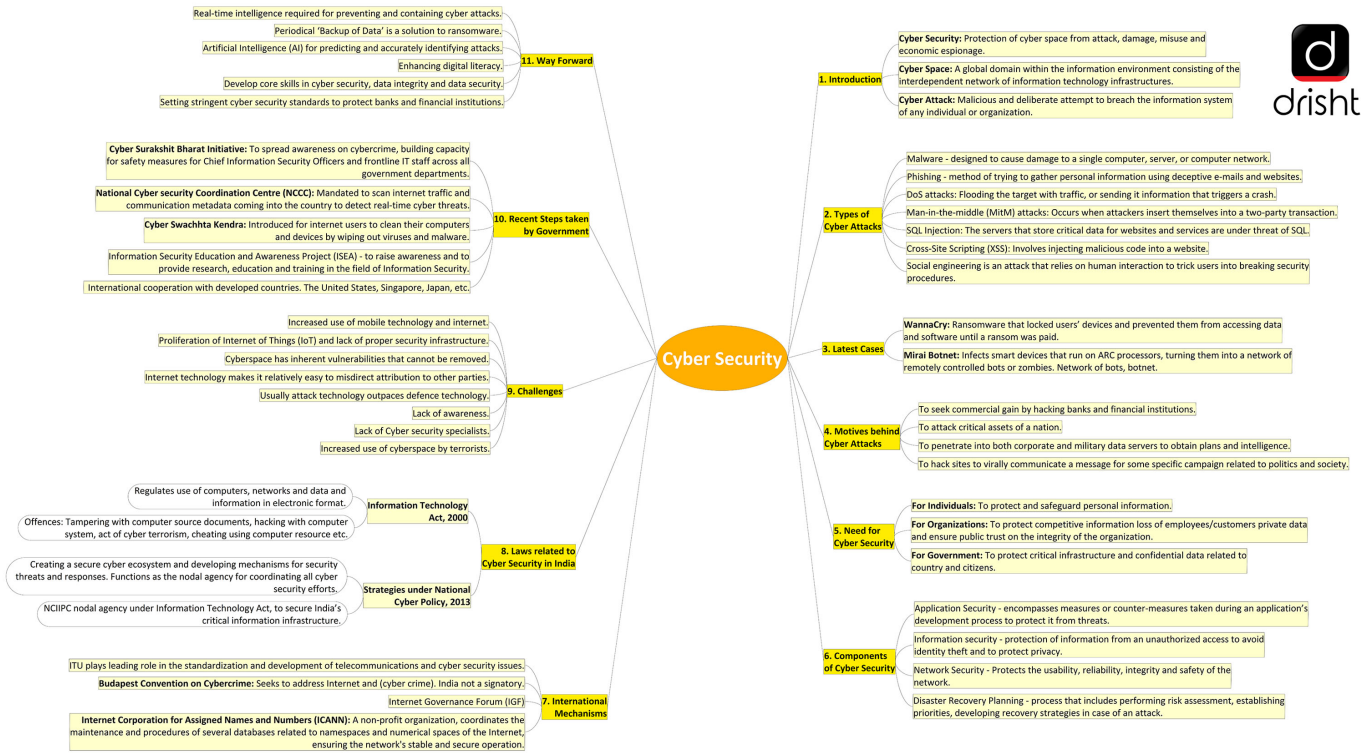 Cyber Security
drisht
1. Introduction
Cyber Security: Protection of cyber space from attack, damage, misuse and
economic espionage.
Cyber Space: A global domain within the information environment consisting of the
interdependent network of information technology infrastructures.
Cyber Attack: Malicious and deliberate attempt to breach the information system
of any individual or organization.
2. Types of
Cyber Attacks
Malware - designed to cause damage to a single computer, server, or computer network.
Phishing - method of trying to gather personal information using deceptive e-mails and websites.
DoS attacks: Flooding the target with traffic, or sending it information that triggers a crash.
Man-in-the-middle (MitM) attacks: Occurs when attackers insert themselves into a two-party transaction.
SQL Injection: The servers that store critical data for websites and services are under threat of SQL.
Cross-Site Scripting (XSS): Involves injecting malicious code into a website.
Social engineering is an attack that relies on human interaction to trick users into breaking security
procedures.
3. Latest Cases
WannaCry: Ransomware that locked users’ devices and prevented them from accessing data
and software until a ransom was paid.
Mirai Botnet: Infects smart devices that run on ARC processors, turning them into a network of
remotely controlled bots or zombies. Network of bots, botnet.
4. Motives behind
Cyber Attacks
To seek commercial gain by hacking banks and financial institutions.
To attack critical assets of a nation.
To penetrate into both corporate and military data servers to obtain plans and intelligence.
To hack sites to virally communicate a message for some specific campaign related to politics and society.
5. Need for
Cyber Security
For Individuals: To protect and safeguard personal information.
For Organizations: To protect competitive information loss of employees/customers private data
and ensure public trust on the integrity of the organization.
For Government: To protect critical infrastructure and confidential data related to
country and citizens.
6. Components
of Cyber Security
Application Security - encompasses measures or counter-measures taken during an application’s
development process to protect it from threats.
Information security - protection of information from an unauthorized access to avoid
identity theft and to protect privacy.
Network Security - Protects the usability, reliability, integrity and safety of the
network.
Disaster Recovery Planning - process that includes performing risk assessment, establishing
priorities, developing recovery strategies in case of an attack.
7. International
Mechanisms
ITU plays leading role in the standardization and development of telecommunications and cyber security issues.
Budapest Convention on Cybercrime: Seeks to address Internet and (cyber crime). India not a signatory.
Internet Governance Forum (IGF)
Internet Corporation for Assigned Names and Numbers (ICANN): A non-profit organization, coordinates the
maintenance and procedures of several databases related to namespaces and numerical spaces of the Internet,
ensuring the network's stable and secure operation.
8. Laws related to
Cyber Security in India
Information Technology
Act, 2000
Regulates use of computers, networks and data and
information in electronic format.
Offences: Tampering with computer source documents, hacking with computer
system, act of cyber terrorism, cheating using computer resource etc.
Strategies under National
Cyber Policy, 2013
Creating a secure cyber ecosystem and developing mechanisms for security
threats and responses. Functions as the nodal agency for coordinating all cyber
security efforts.
NCIIPC nodal agency under Information Technology Act, to secure India’s
critical information infrastructure.
9. Challenges
Increased use of mobile technology and internet.
Proliferation of Internet of Things (IoT) and lack of proper security infrastructure.
Cyberspace has inherent vulnerabilities that cannot be removed.
Internet technology makes it relatively easy to misdirect attribution to other parties.
Usually attack technology outpaces defence technology.
Lack of awareness.
Lack of Cyber security specialists.
Increased use of cyberspace by terrorists.
10. Recent Steps taken
by Government
Cyber Surakshit Bharat Initiative: To spread awareness on cybercrime, building capacity
for safety measures for Chief Information Security Officers and frontline IT staff across all
government departments.
National Cyber security Coordination Centre (NCCC): Mandated to scan internet traffic and
communication metadata coming into the country to detect real-time cyber threats.
Cyber Swachhta Kendra: Introduced for internet users to clean their computers
and devices by wiping out viruses and malware.
Information Security Education and Awareness Project (ISEA) - to raise awareness and to
provide research, education and training in the field of Information Security.
International cooperation with developed countries. The United States, Singapore, Japan, etc.
11. Way Forward
Real-time intelligence required for preventing and containing cyber attacks.
Periodical ‘Backup of Data’ is a solution to ransomware.
Artificial Intelligence (AI) for predicting and accurately identifying attacks.
Enhancing digital literacy.
Develop core skills in cyber security, data integrity and data security.
Setting stringent cyber security standards to protect banks and financial institutions.